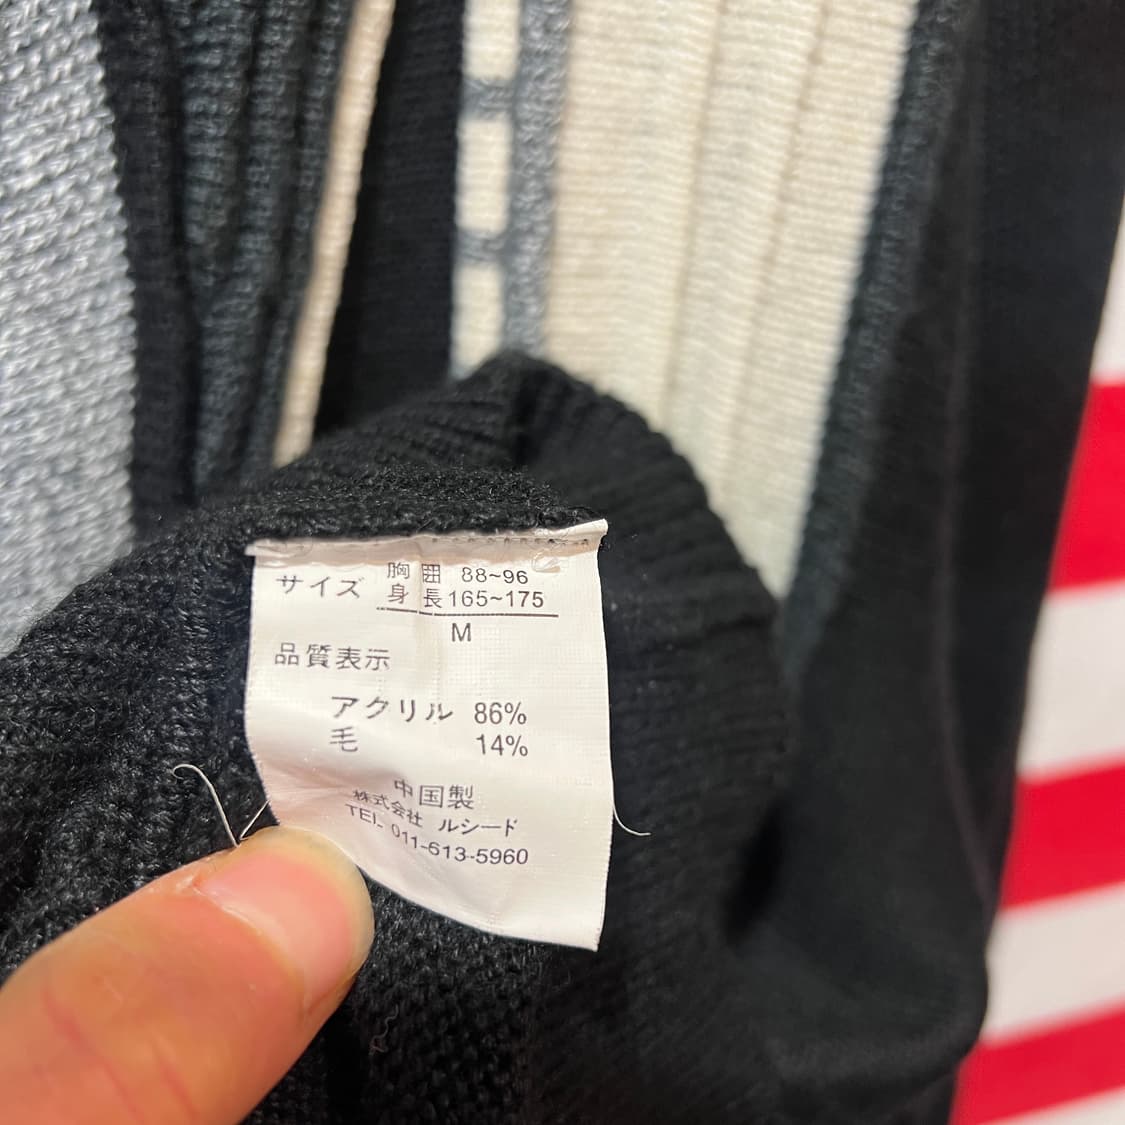 サイズ 胸囲 88~96
身長 165~175
M
品質表示
アクリル 86%
毛 14%
中国製
株式会社 ルシード
TEL 011-613-5960